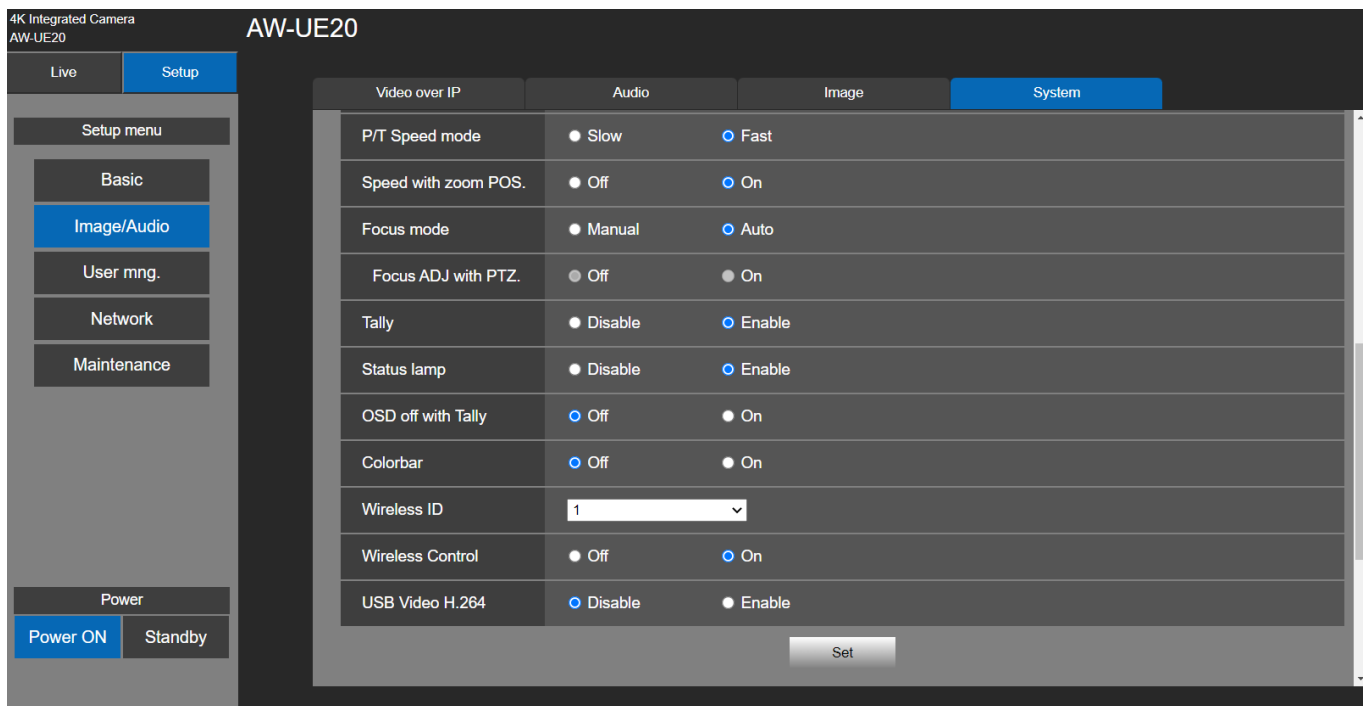 4K Integrated Camera
AW-UE20
AW-UE20
Live Setup
Video over IP Audio Image System
Setup menu
Basic
Image/Audio
User mng.
Network
Maintenance
Power
Power ON Standby
P/T Speed mode Slow Fast
Speed with zoom POS. Off On
Focus mode Manual Auto
Focus ADJ with PTZ. Off On
Tally Disable Enable
Status lamp Disable Enable
OSD off with Tally Off On
Colorbar Off On
Wireless ID 1
Wireless Control Off On
USB Video H.264 Disable Enable
Set